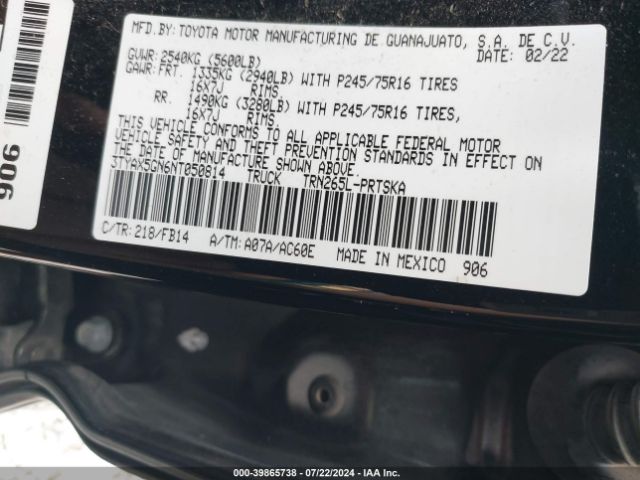 MFD.BY:TOYOTA MOTOR MANUFACTURING DE GUANAJUATO, S.A. DE C.V.
GVWR:2540KG (5600LB) DATE: 02/22
GAWR:FRT. 1335KG (2940LB) WITH P245/75R16 TIRES
16X7J RIMS.
RR. 1490KG (3280LB) WITH P245/75R16 TIRES,
16X7J RIMS.
THIS VEHICLE CONFORMS TO ALL APPLICABLE FEDERAL MOTOR
VEHICLE SAFETY AND THEFT PREVENTION STANDARDS IN EFFECT ON
THE DATE OF MANUFACTURE SHOWN ABOVE.
3TYAX5GN6NT050814 TRUCK TRN265L-PRTSKA
C/TR:218/FB14 A/TM:A07A/AC60E MADE IN MEXICO 906
906
000-39865738 - 07/22/2024 - IAA Inc.